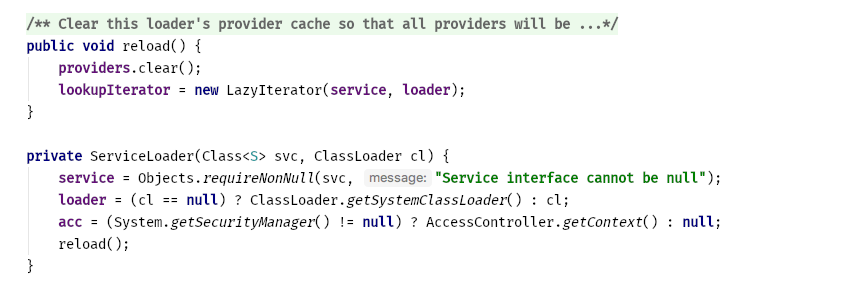 /** Clear this loader's provider cache so that all providers will be ...*/
public void reload() {
    providers.clear();
    lookupIterator = new LazyIterator(service, loader);
}

private ServiceLoader(Class<S> svc, ClassLoader cl) {
    service = Objects.requireNonNull(svc, message: "Service interface cannot be null");
    loader = (cl == null) ? ClassLoader.getSystemClassLoader() : cl;
    acc = (System.getSecurityManager() != null) ? AccessController.getContext() : null;
    reload();
}